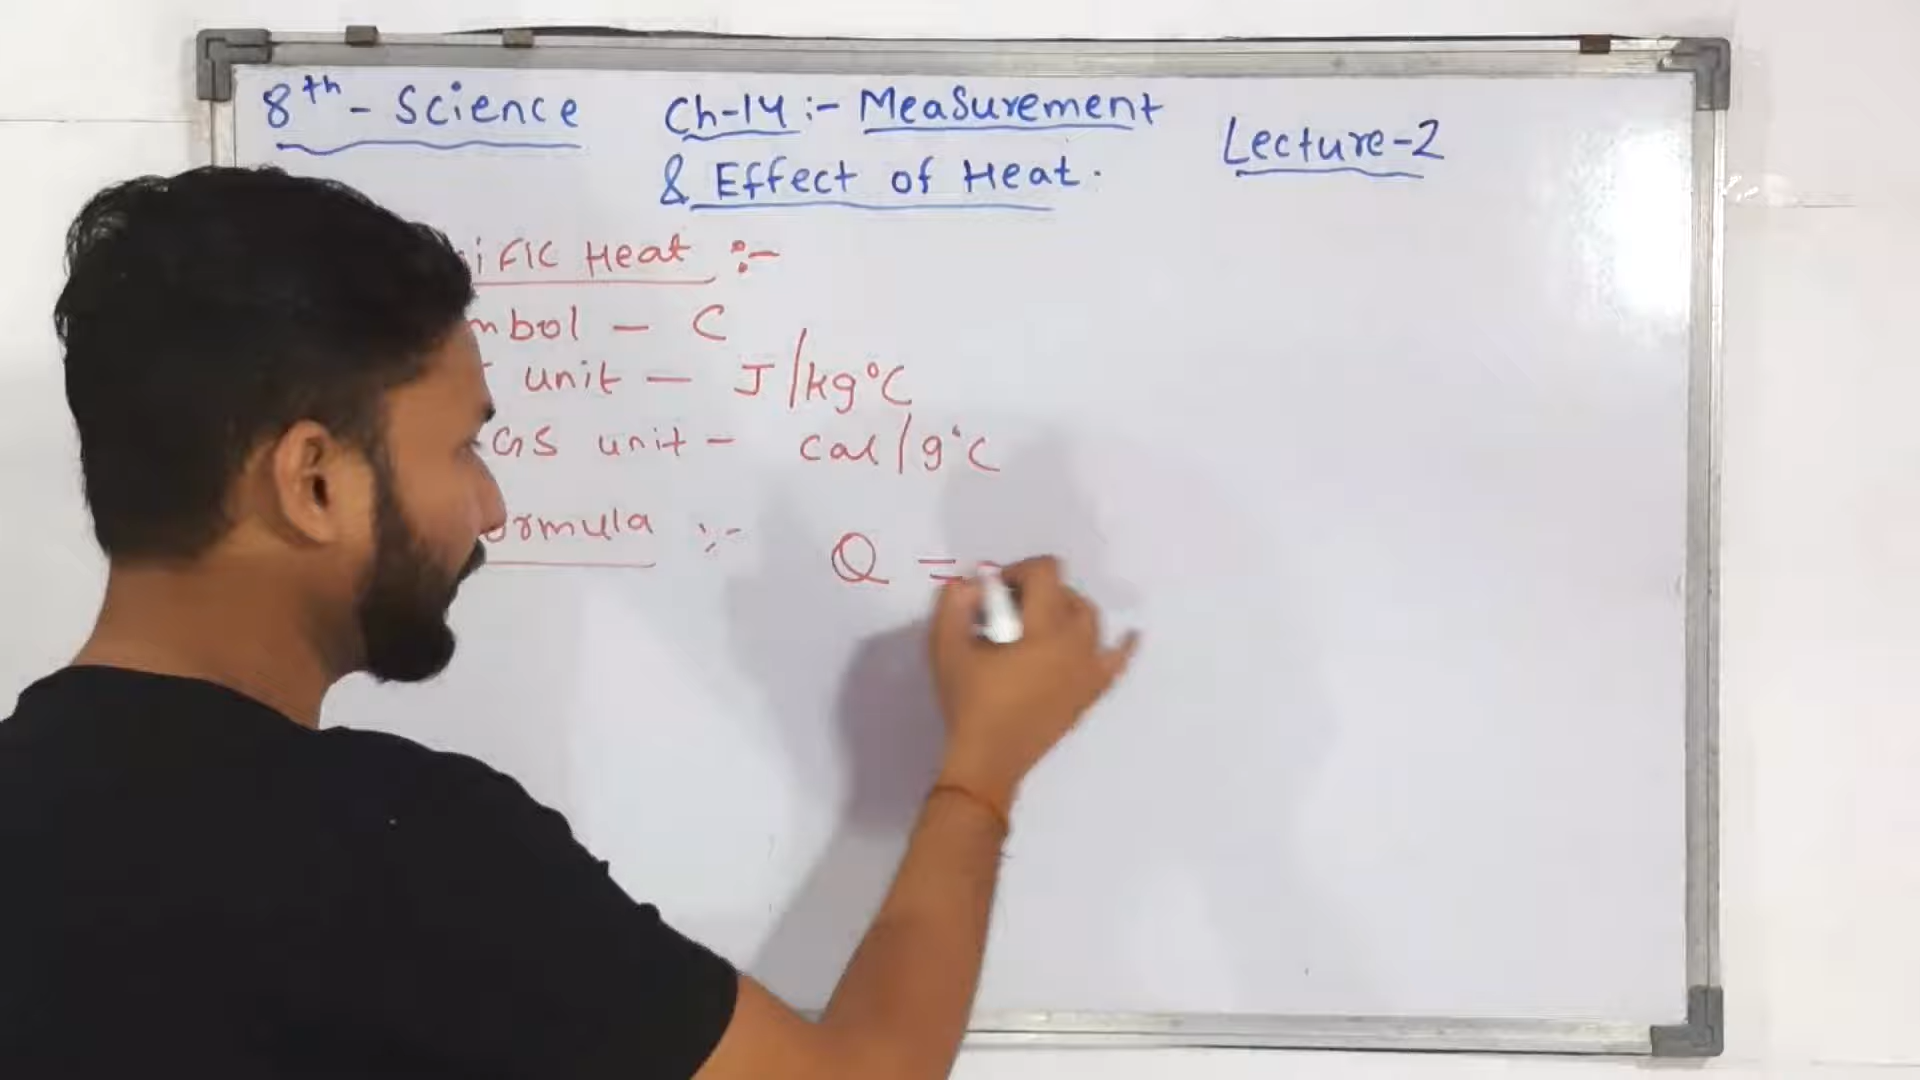 8th - Science
Ch-14 :- Measurement
& Effect of Heat.
Lecture-2
Heat :-
- C
unit - J/kg°C
unit - cal/g°C
:- Q =